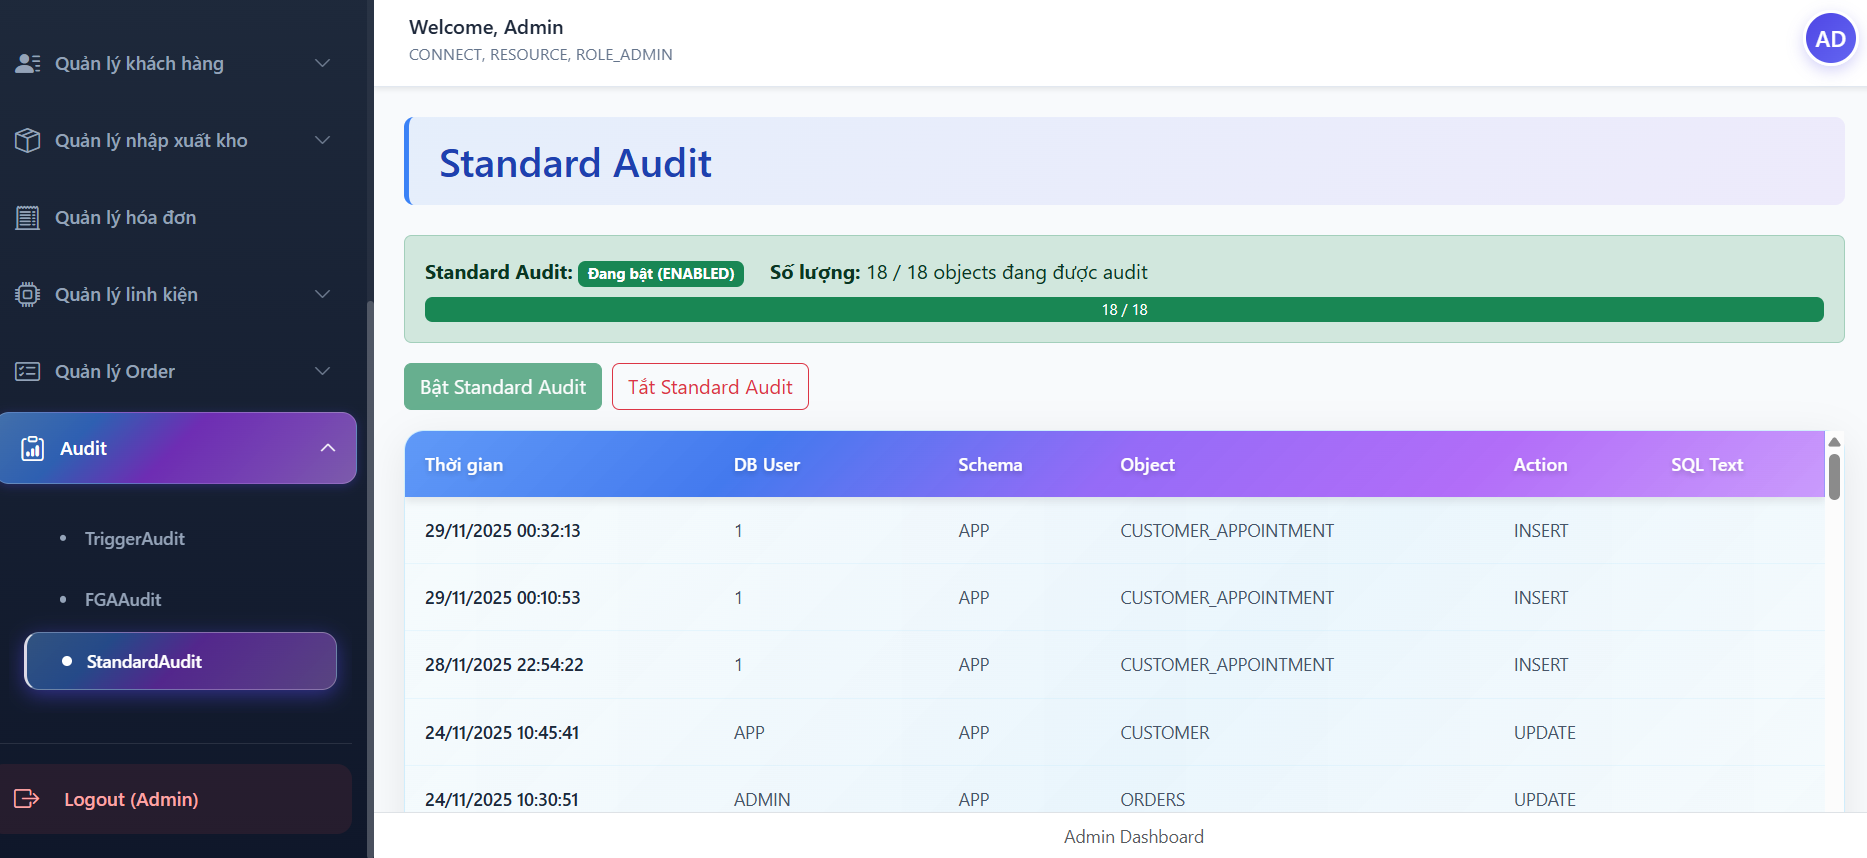 Quản lý khách hàng
Quản lý nhập xuất kho
Quản lý hóa đơn
Quản lý linh kiện
Quản lý Order
Audit
TriggerAudit
FGAAudit
StandardAudit
Logout (Admin)
Welcome, Admin
CONNECT, RESOURCE, ROLE_ADMIN
AD
Standard Audit
Standard Audit: Đang bật (ENABLED) Số lượng: 18 / 18 objects đang được audit
18 / 18
Bật Standard Audit Tắt Standard Audit
Thời gian DB User Schema Object Action SQL Text
29/11/2025 00:32:13 1 APP CUSTOMER_APPOINTMENT INSERT
29/11/2025 00:10:53 1 APP CUSTOMER_APPOINTMENT INSERT
28/11/2025 22:54:22 1 APP CUSTOMER_APPOINTMENT INSERT
24/11/2025 10:45:41 APP APP CUSTOMER UPDATE
24/11/2025 10:30:51 ADMIN APP ORDERS UPDATE
Admin Dashboard